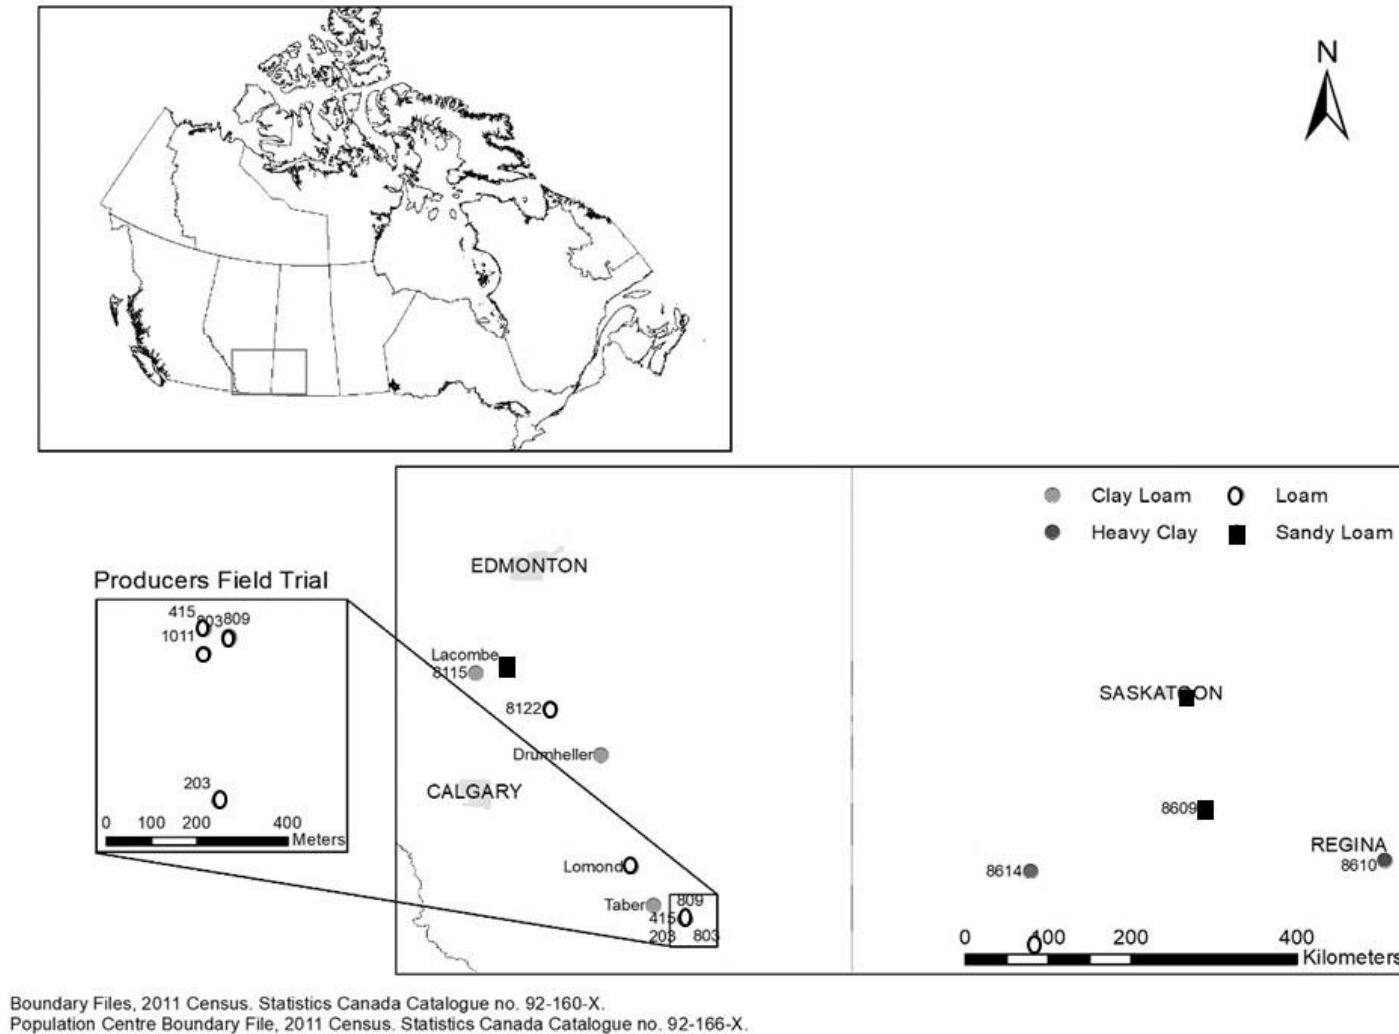 N
Clay Loam
Loam
Heavy Clay
Sandy Loam
EDMONTON
Producers Field Trial
415
803
809
1011
203
0 100 200 400
Meters
Lacombe
8115
8122
Drumheller
CALGARY
Lomond
Taber
809
415
203 803
SASKATOON
8609
REGINA
8610
8614
0 100 200 400
Kilometers
Boundary Files, 2011 Census. Statistics Canada Catalogue no. 92-160-X.
Population Centre Boundary File, 2011 Census. Statistics Canada Catalogue no. 92-166-X.